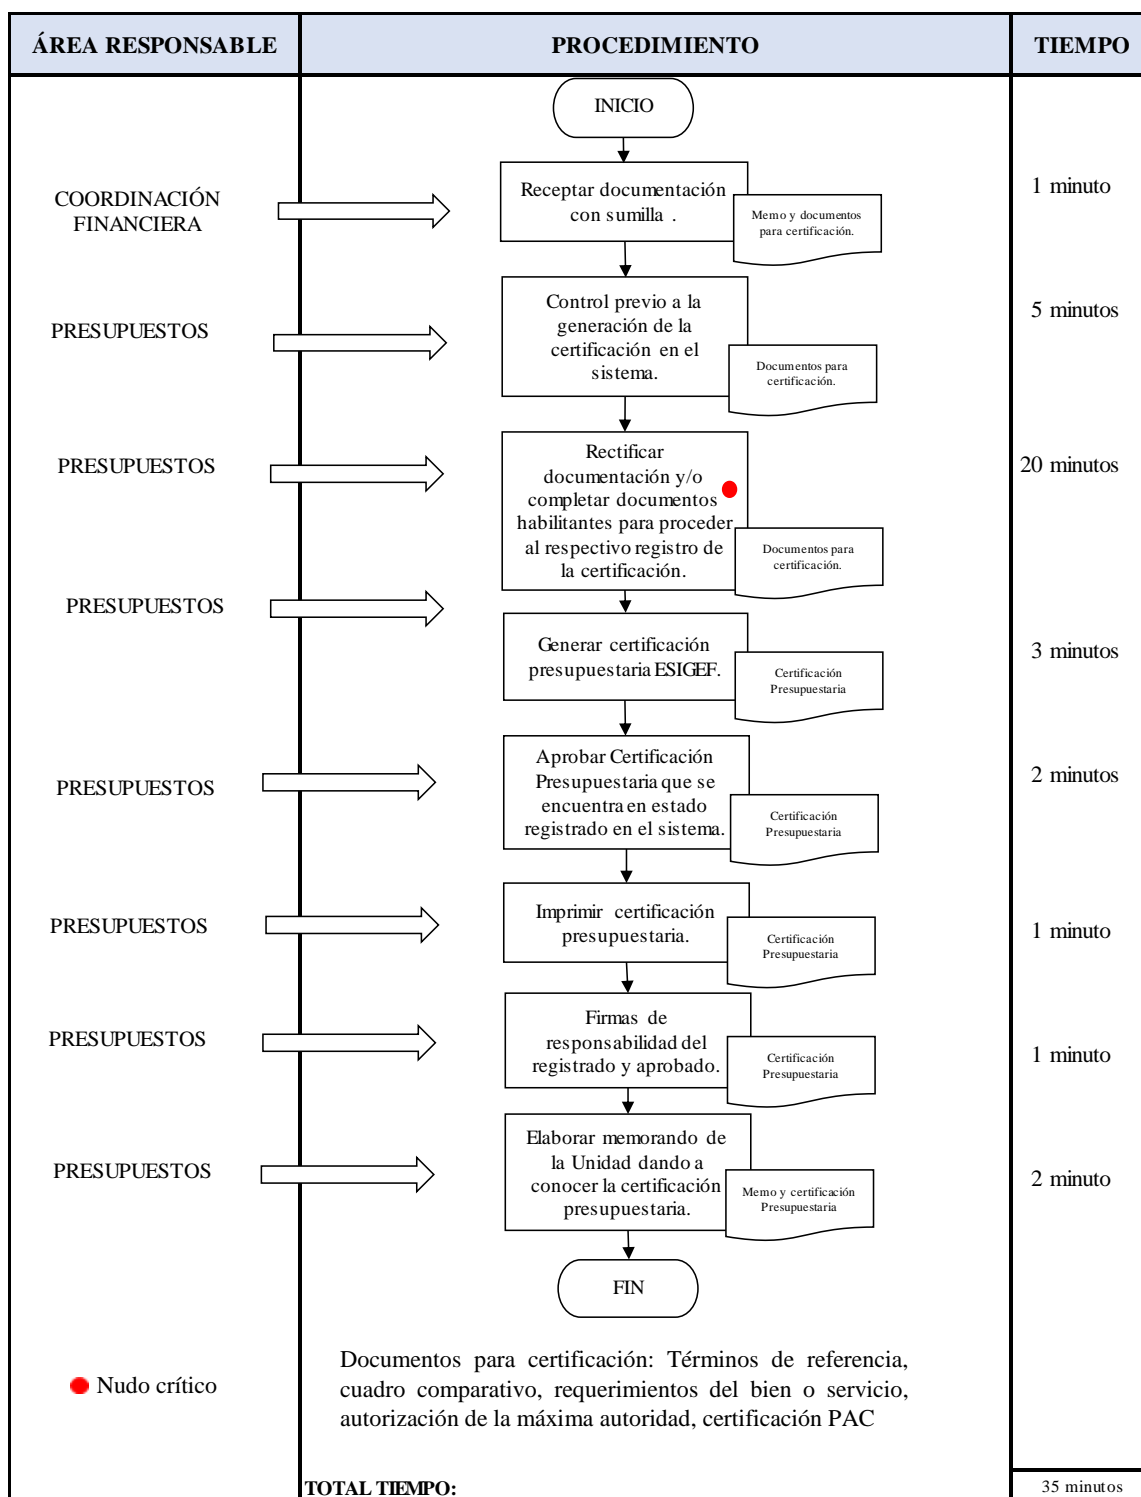 ÁREA RESPONSABLE
PROCEDIMIENTO
TIEMPO
INICIO
COORDINACIÓN
FINANCIERA
Receptar documentación
con sumilla .
Memo y documentos
para certificación.
1 minuto
PRESUPUESTOS
Control previo a la
generación de la
certificación en el
sistema.
Documentos para
certificación.
5 minutos
PRESUPUESTOS
Rectificar
documentación y/o
completar documentos
habilitantes para proceder
al respectivo registro de
la certificación.
Documentos para
certificación.
20 minutos
PRESUPUESTOS
Generar certificación
presupuestaria ESIGEF.
Certificación
Presupuestaria
3 minutos
PRESUPUESTOS
Aprobar Certificación
Presupuestaria que se
encuentra en estado
registrado en el sistema.
Certificación
Presupuestaria
2 minutos
PRESUPUESTOS
Imprimir certificación
presupuestaria.
Certificación
Presupuestaria
1 minuto
PRESUPUESTOS
Firmas de
responsabilidad del
registrado y aprobado.
Certificación
Presupuestaria
1 minuto
PRESUPUESTOS
Elaborar memorando de
la Unidad dando a
conocer la certificación
presupuestaria.
Memo y certificación
Presupuestaria
2 minuto
FIN
Nudo crítico
Documentos para certificación: Términos de referencia,
cuadro comparativo, requerimientos del bien o servicio,
autorización de la máxima autoridad, certificación PAC
TOTAL TIEMPO:
35 minutos